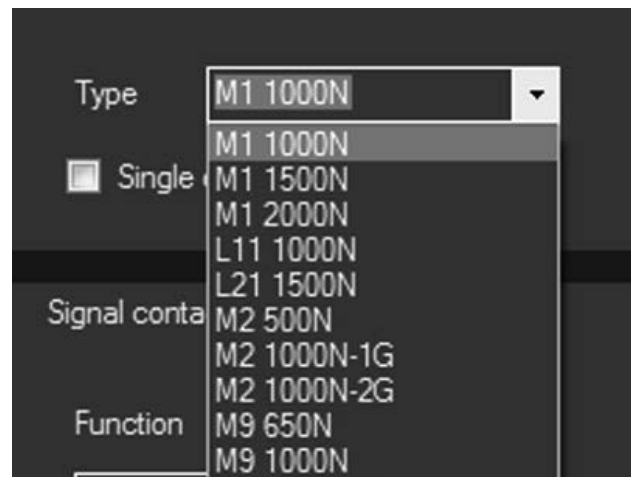 Type M1 1000N
M1 1000N
Single M1 1500N
M1 2000N
L11 1000N
L21 1500N
Signal conta M2 500N
M2 1000N-1G
M2 1000N-2G
Function M9 650N
M9 1000N